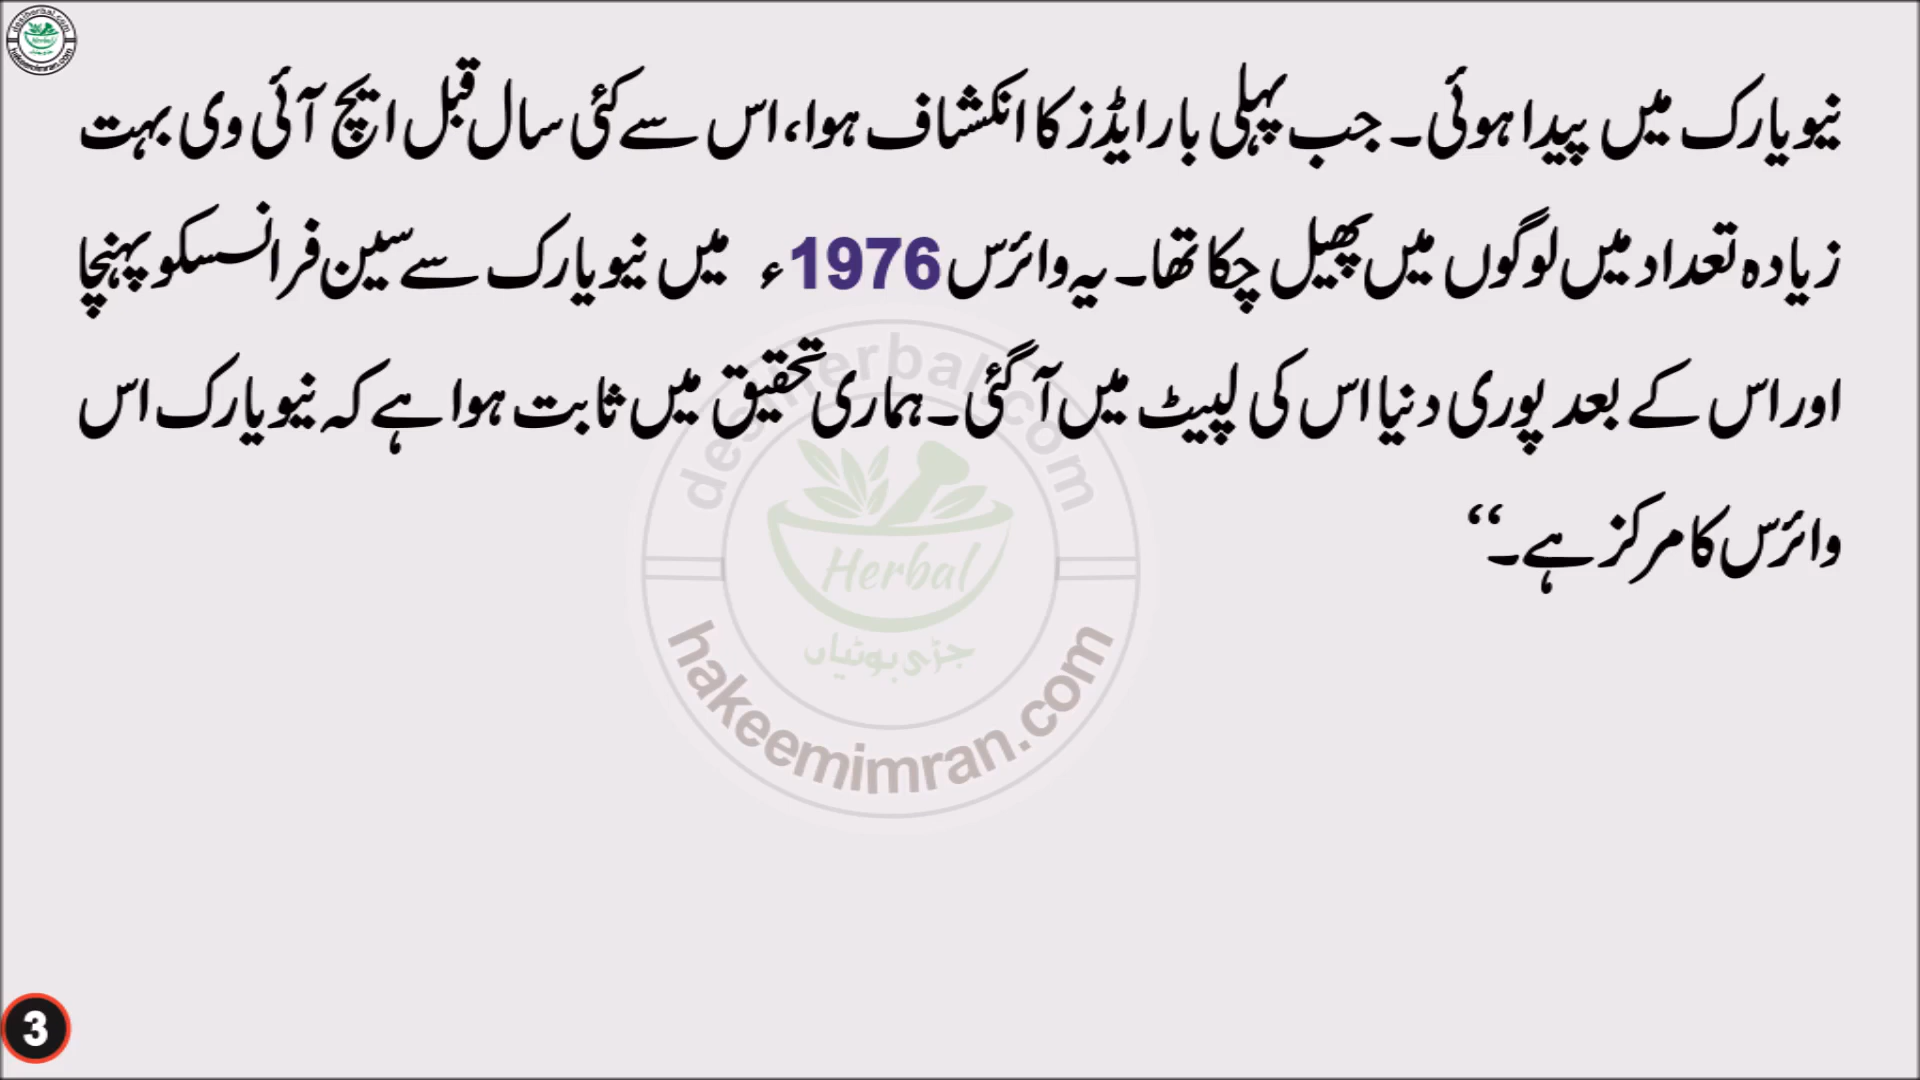 نیویارک میں پیدا ہوئی۔ جب پہلی بار ایڈز کا انکشاف ہوا، اس سے کئی سال قبل ایچ آئی وی بہت
زیادہ تعداد میں لوگوں میں پھیل چکا تھا۔ یہ وائرس 1976ء میں نیویارک سے سین فرانسسکو پہنچا
اور اس کے بعد پوری دنیا اس کی لپیٹ میں آ گئی۔ ہماری تحقیق میں ثابت ہوا ہے کہ نیویارک اس
وائرس کا مرکز ہے۔‘‘
desiherbal.com
Herbal
جڑی بوٹیاں
hakeemimran.com
3